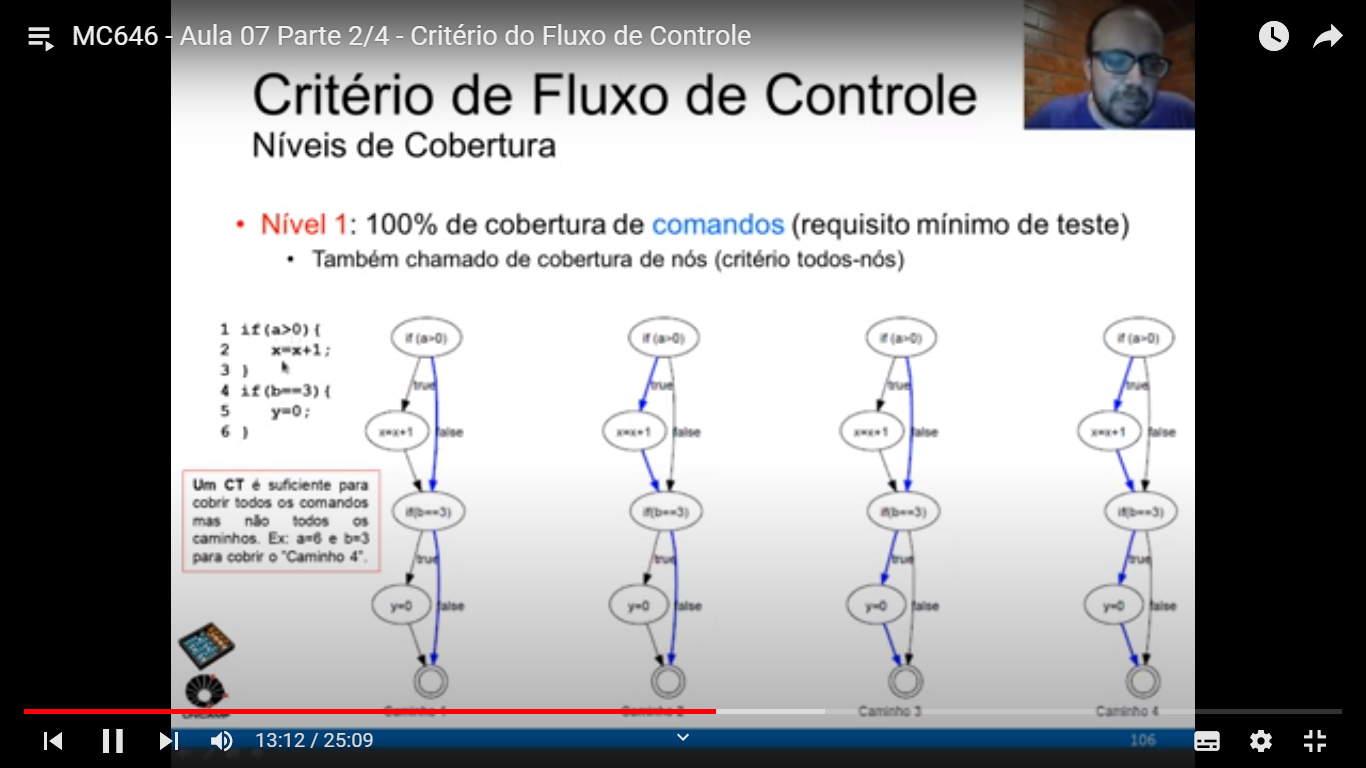 MC646 - Aula 07 Parte 2/4 - Critério do Fluxo de Controle
Critério de Fluxo de Controle
Níveis de Cobertura
• Nível 1: 100% de cobertura de comandos (requisito mínimo de teste)
• Também chamado de cobertura de nós (critério todos-nós)
1 if(a>0){
2 x=x+1;
3 }
4 if(b==3){
5 y=0;
6 }
Um CT é suficiente para
cobrir todos os comandos
mas não todos os
caminhos. Ex: a=6 e b=3
para cobrir o "Caminho 4".
if (a>0)
true
x=x+1
false
if(b==3)
true
y=0
false
Caminho 1
if (a>0)
true
x=x+1
false
if(b==3)
true
y=0
false
Caminho 2
if (a>0)
true
x=x+1
false
if(b==3)
true
y=0
false
Caminho 3
if (a>0)
true
x=x+1
false
if(b==3)
true
y=0
false
Caminho 4
UNICAMP
13:12 / 25:09
106